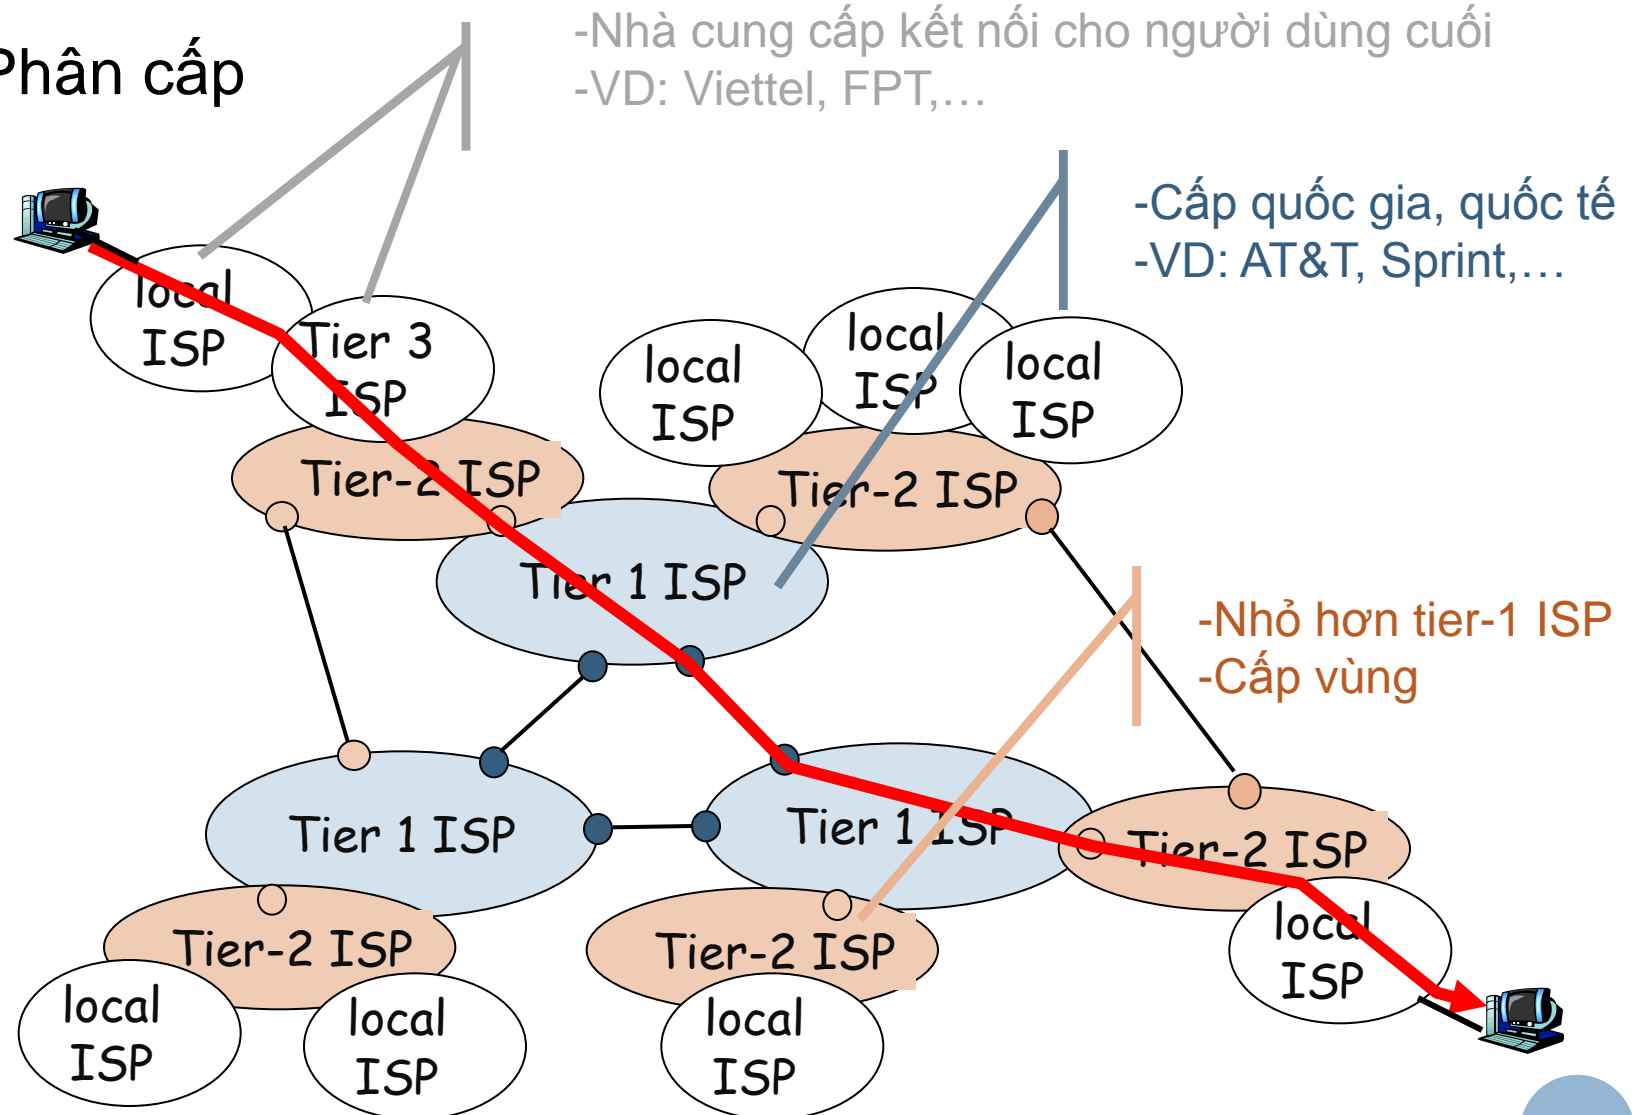 -Nhà cung cấp kết nối cho người dùng cuối
-VD: Viettel, FPT,…
Phân cấp
-Cấp quốc gia, quốc tế
-VD: AT&T, Sprint,…
local
ISP
Tier 3
ISP
local
ISP
local
ISP
local
ISP
Tier-2 ISP
Tier-2 ISP
Tier 1 ISP
-Nhỏ hơn tier-1 ISP
-Cấp vùng
Tier 1 ISP
Tier 1 ISP
Tier-2 ISP
Tier-2 ISP
Tier-2 ISP
local
ISP
local
ISP
local
ISP
local
ISP